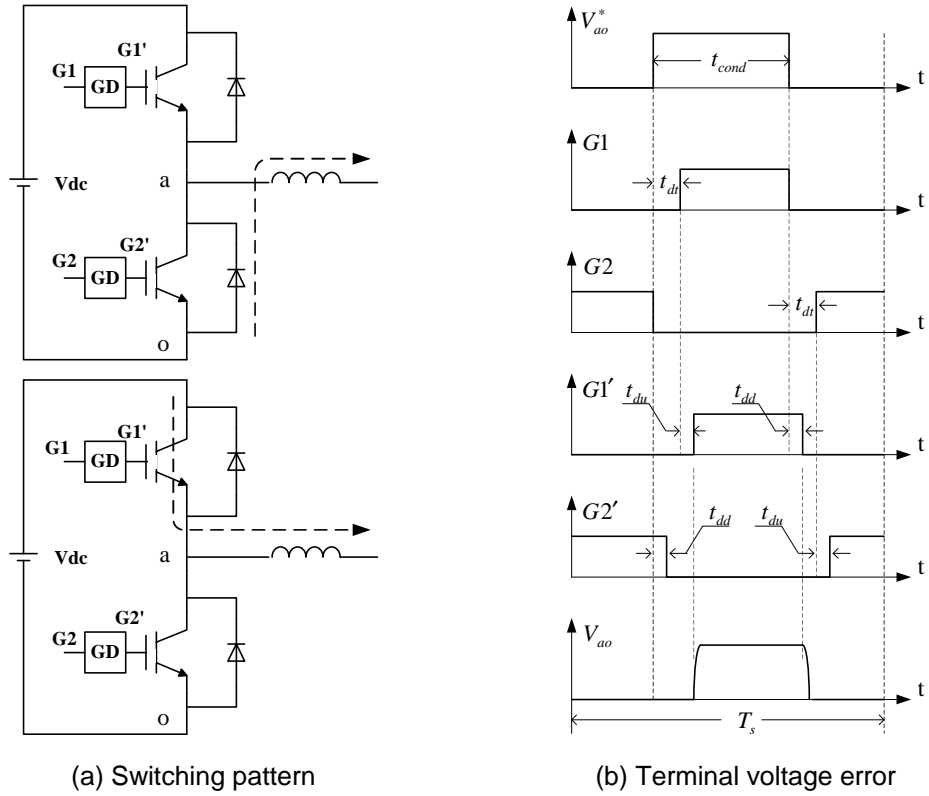 G1'
G1
GD
Vdc
a
G2'
G2
GD
o
G1'
G1
GD
Vdc
a
G2'
G2
GD
o
(a) Switching pattern
V*ao
tcond
t
G1
tdt
t
G2
tdt
t
G1′
tdu
tdd
t
G2′
tdd
tdu
t
Vao
t
Ts
(b) Terminal voltage error